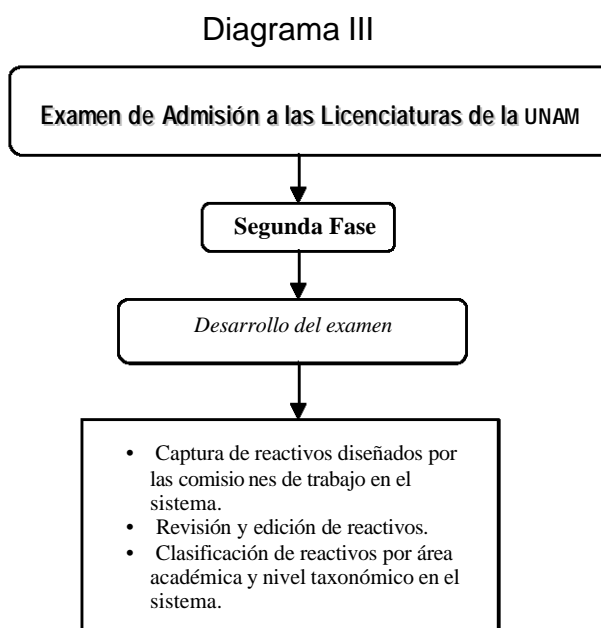 Diagrama III
Examen de Admisión a las Licenciaturas de la UNAM
Segunda Fase
Desarrollo del examen
• Captura de reactivos diseñados por
las comisio nes de trabajo en el
sistema.
• Revisión y edición de reactivos.
• Clasificación de reactivos por área
académica y nivel taxonómico en el
sistema.